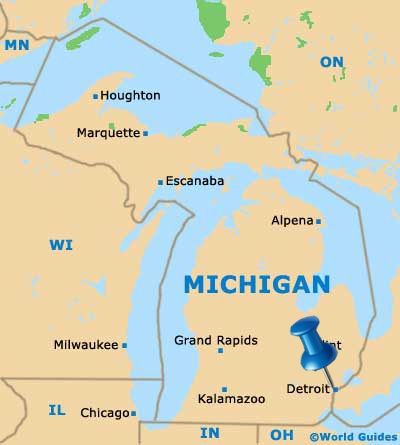 MN
ON
Houghton
Marquette
Escanaba
Alpena
WI
MICHIGAN
Grand Rapids
Milwaukee
Detroit
Kalamazoo
IL
Chicago
IN
OH
©World Guides